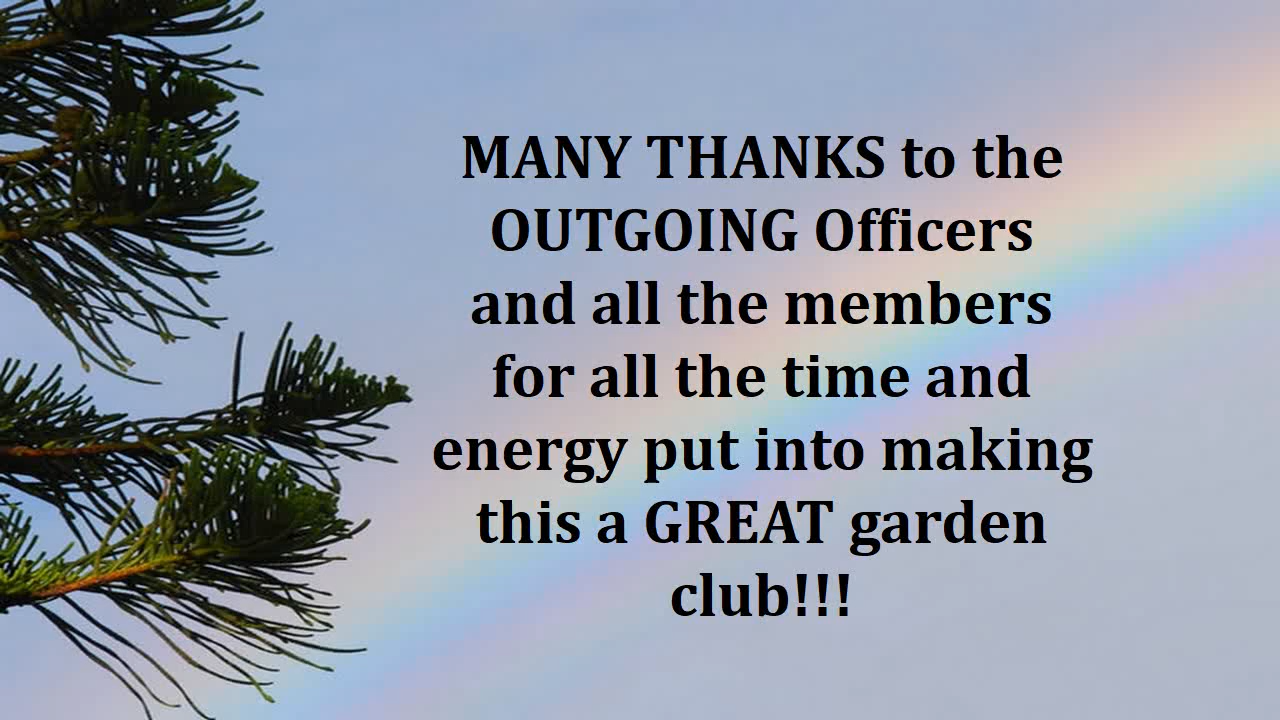 MANY THANKS to the
OUTGOING Officers
and all the members
for all the time and
energy put into making
this a GREAT garden
club!!!